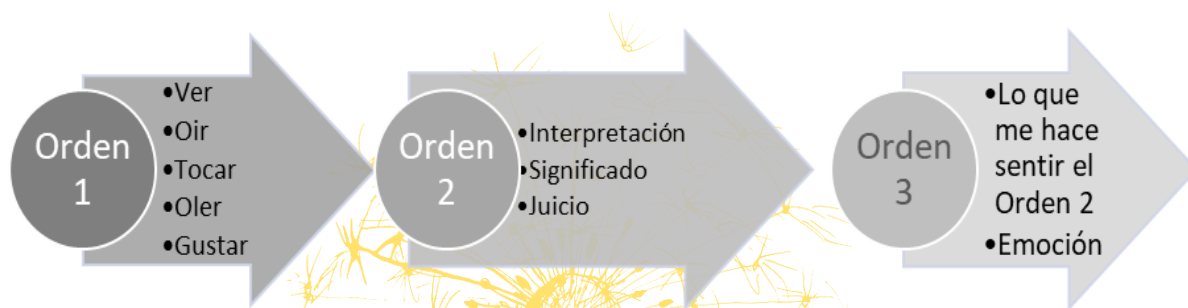 Orden
1
•Ver
•Oir
•Tocar
•Oler
•Gustar
Orden
2
•Interpretación
•Significado
•Juicio
Orden
3
•Lo que
me hace
sentir el
Orden 2
•Emoción